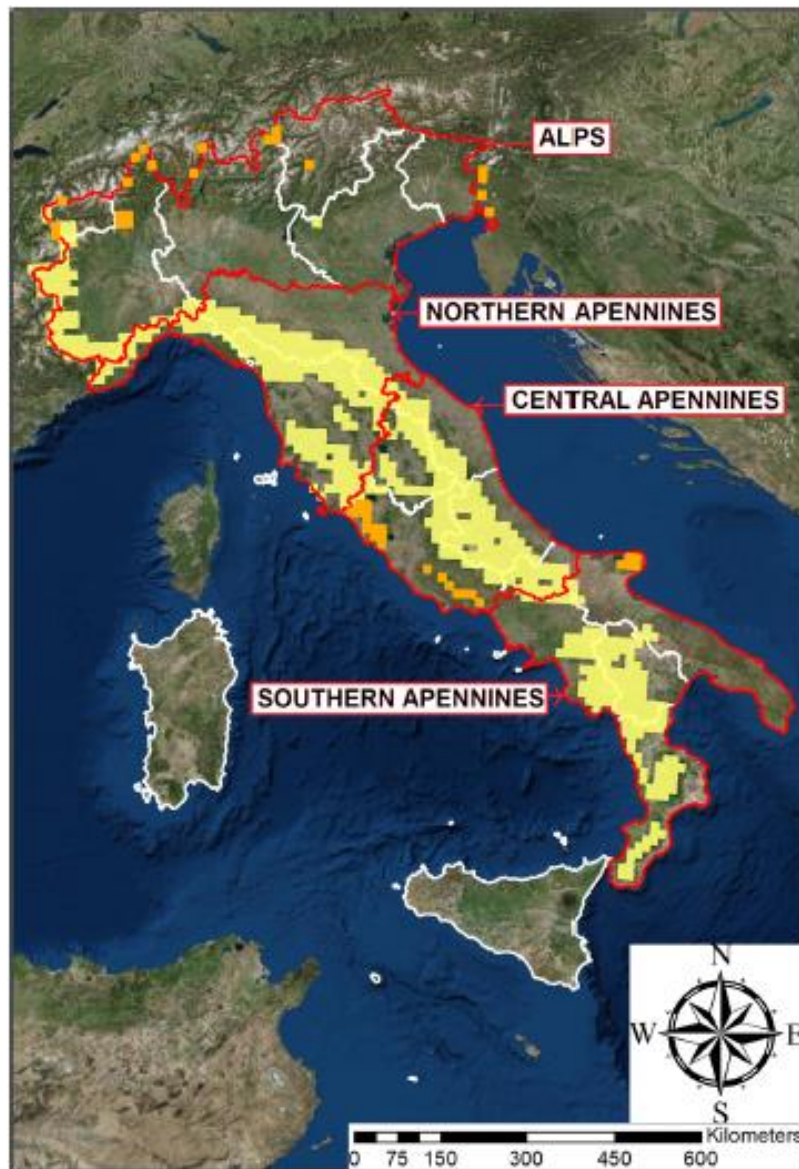 ALPS
NORTHERN APENNINES
CENTRAL APENNINES
SOUTHERN APENNINES
N
W E
S
Kilometers
0 75 150 300 450 600